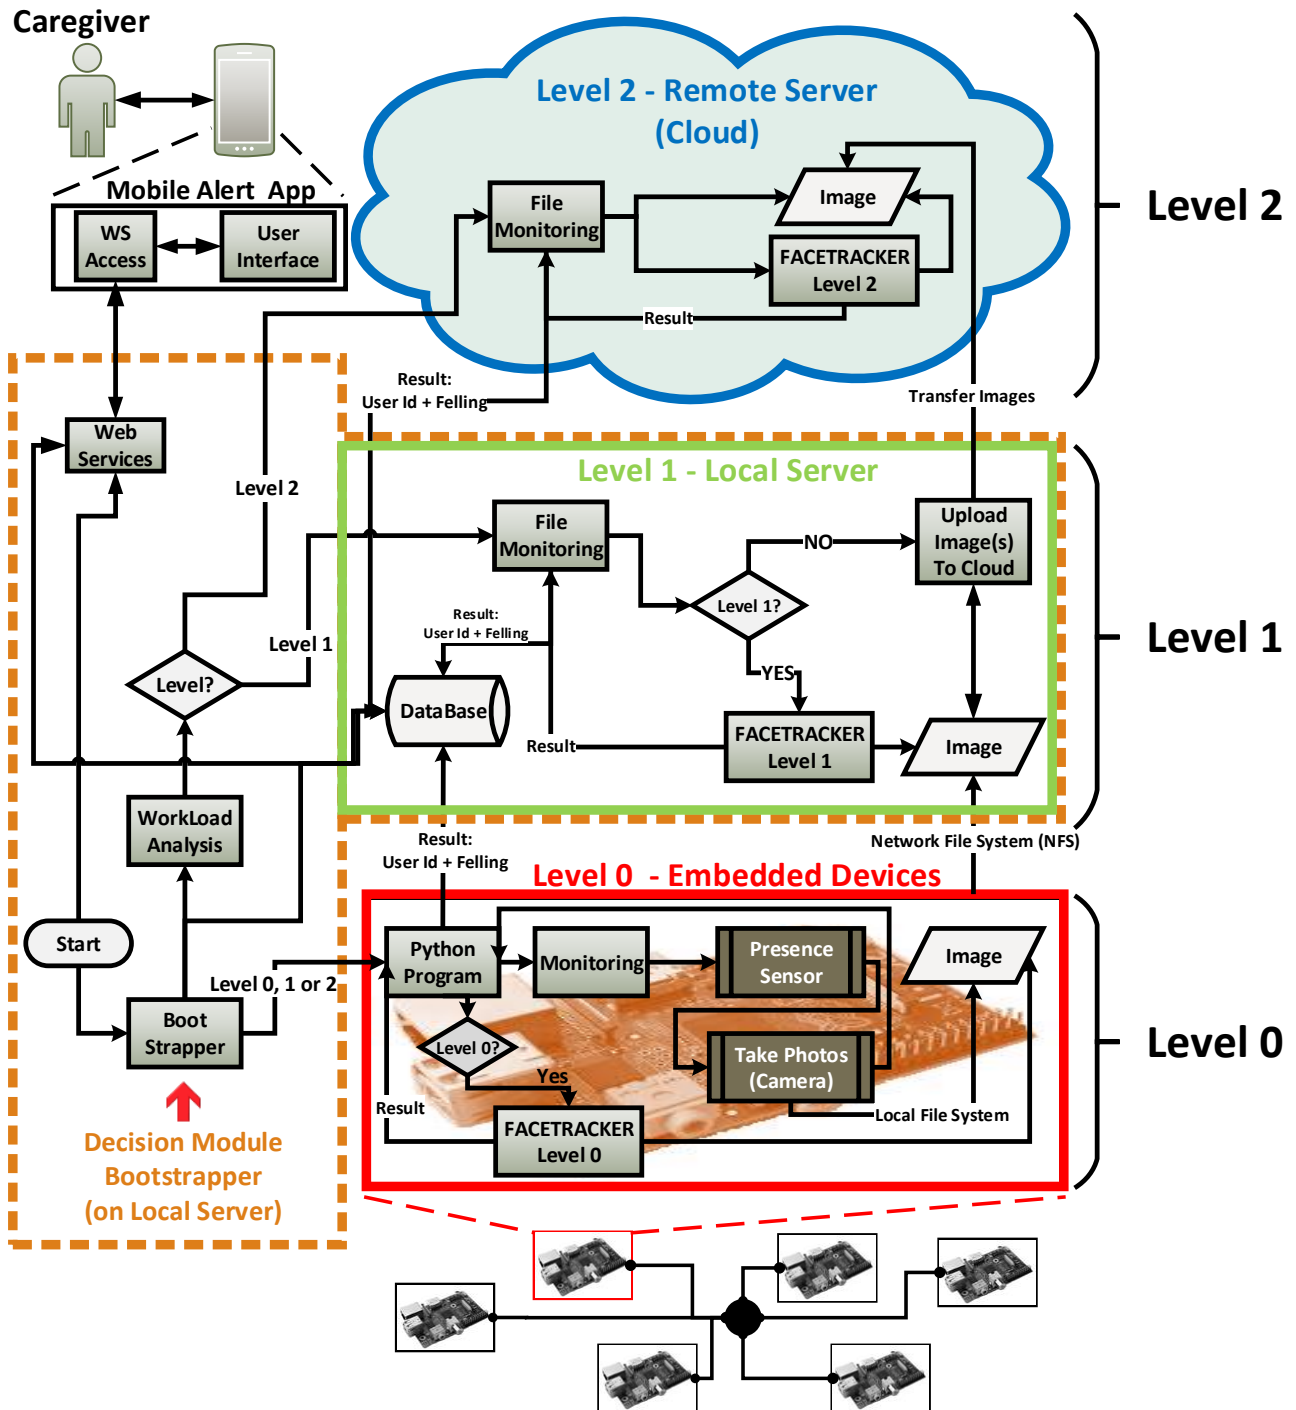 Caregiver
Mobile Alert App
WS
Access
User
Interface
Level 2 - Remote Server
(Cloud)
File
Monitoring
Image
FACETRACKER
Level 2
Result
Level 2
Result:
User Id + Felling
Transfer Images
Web
Services
Level 2
Level 1 - Local Server
File
Monitoring
NO
Upload
Image(s)
To Cloud
Level 1?
Result:
User Id + Felling
Level 1
Level 1
YES
Level?
DataBase
Result
FACETRACKER
Level 1
Image
WorkLoad
Analysis
Result:
User Id + Felling
Network File System (NFS)
Level 0 - Embedded Devices
Start
Python
Program
Monitoring
Presence
Sensor
Image
Level 0, 1 or 2
Boot
Strapper
Level 0?
Take Photos
(Camera)
Level 0
Yes
Result
Local File System
FACETRACKER
Level 0
Decision Module
Bootstrapper
(on Local Server)